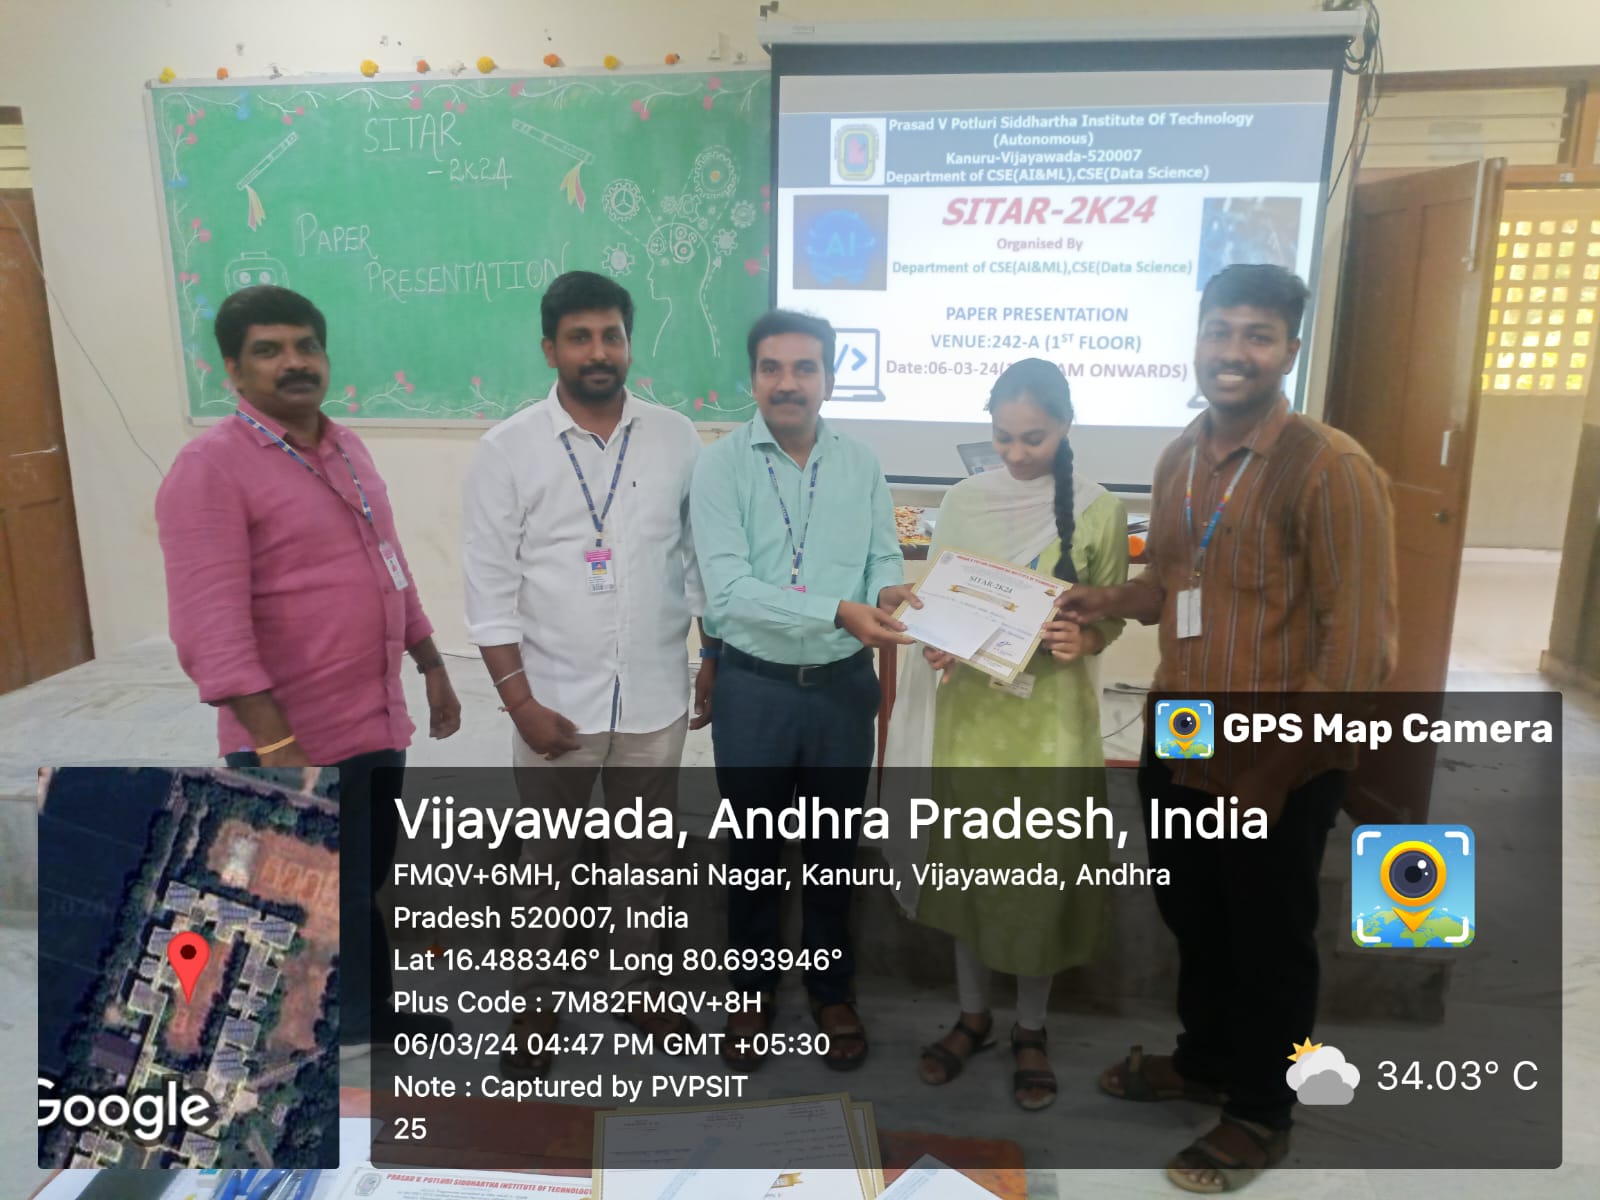 SITAR
-2K24
PAPER
PRESENTATION
Prasad V Potluri Siddhartha Institute Of Technology
(Autonomous)
Kanuru-Vijayawada-520007
Department of CSE(AI&ML),CSE(Data Science)
SITAR-2K24
AI
Organised By
Department of CSE(AI&ML),CSE(Data Science)
PAPER PRESENTATION
VENUE:242-A (1ST FLOOR)
Date:06-03-24( AM ONWARDS)
SITAR-2K24
GPS Map Camera
Vijayawada, Andhra Pradesh, India
FMQV+6MH, Chalasani Nagar, Kanuru, Vijayawada, Andhra
Pradesh 520007, India
Lat 16.488346° Long 80.693946°
Plus Code : 7M82FMQV+8H
06/03/24 04:47 PM GMT +05:30
Note : Captured by PVPSIT
25
34.03° C
Google
PRASAD V. POTLURI SIDDHARTHA INSTITUTE OF TECHNOLOGY